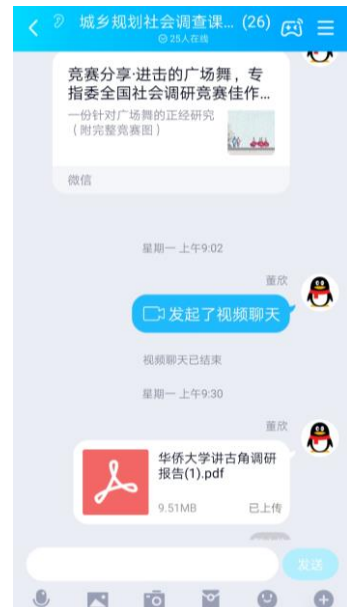 城乡规划社会调查课... (26)
25人在线
竞赛分享·进击的广场舞，专
指委全国社会调研竞赛佳作...
一份针对广场舞的正经研究
（附完整竞赛图）
微信
星期一 上午9:02
董欣
发起了视频聊天
视频聊天已结束
星期一 上午9:30
董欣
华侨大学讲古角调研
报告(1).pdf
9.51MB 已上传
发送